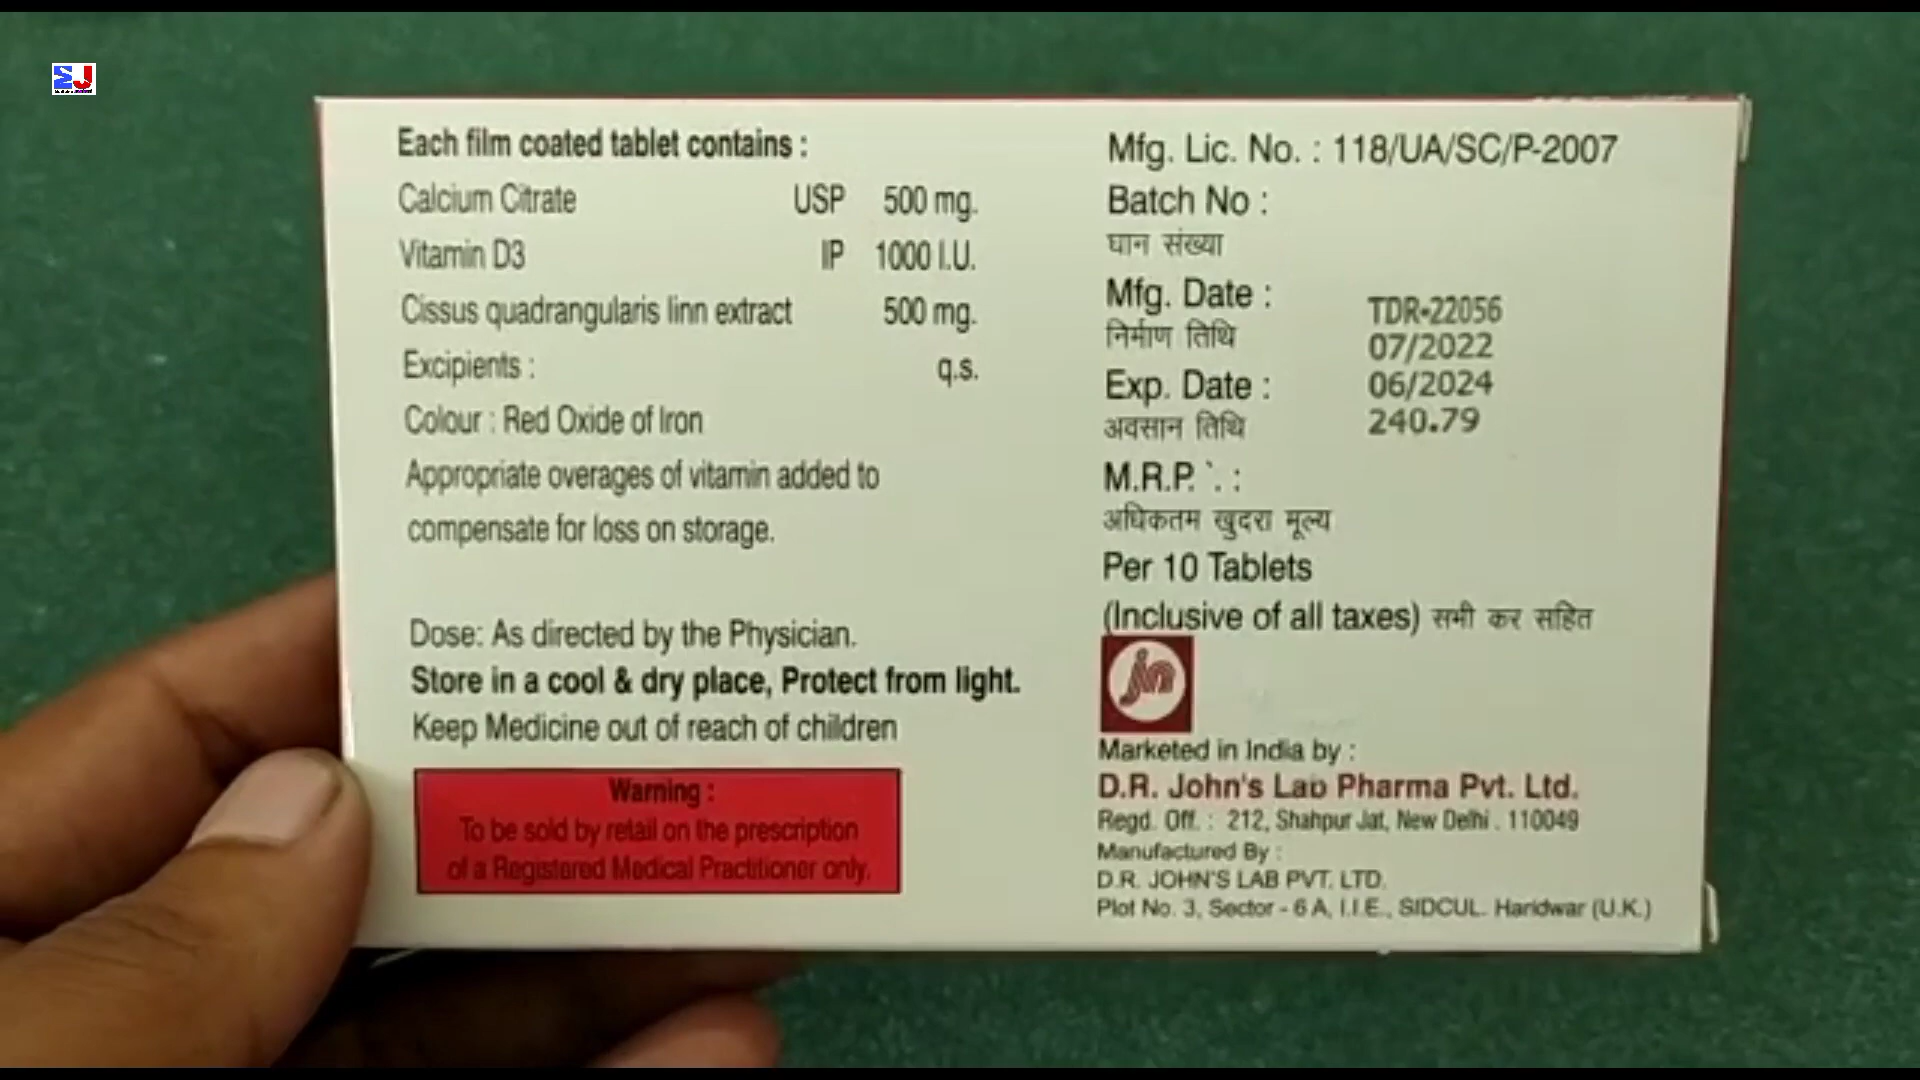 Each film coated tablet contains :
Calcium Citrate USP 500 mg.
Vitamin D3 IP 1000 I.U.
Cissus quadrangularis linn extract 500 mg.
Excipients : q.s.
Colour : Red Oxide of Iron
Appropriate overages of vitamin added to
compensate for loss on storage.
Dose: As directed by the Physician.
Store in a cool & dry place, Protect from light.
Keep Medicine out of reach of children
Warning :
To be sold by retail on the prescription
of a Registered Medical Practitioner only.
Mfg. Lic. No. : 118/UA/SC/P-2007
Batch No :
घान संख्या
Mfg. Date : TDR-22056
निर्माण तिथि 07/2022
Exp. Date : 06/2024
अवसान तिथि 240.79
M.R.P. ` . :
अधिकतम खुदरा मूल्य
Per 10 Tablets
(Inclusive of all taxes) सभी कर सहित
jn
Marketed in India by :
D.R. John's Lab Pharma Pvt. Ltd.
Regd. Off. : 212, Shahpur Jat, New Delhi . 110049
Manufactured By :
D.R. JOHN'S LAB PVT. LTD.
Plot No. 3, Sector - 6 A, I.I.E., SIDCUL. Haridwar (U.K.)